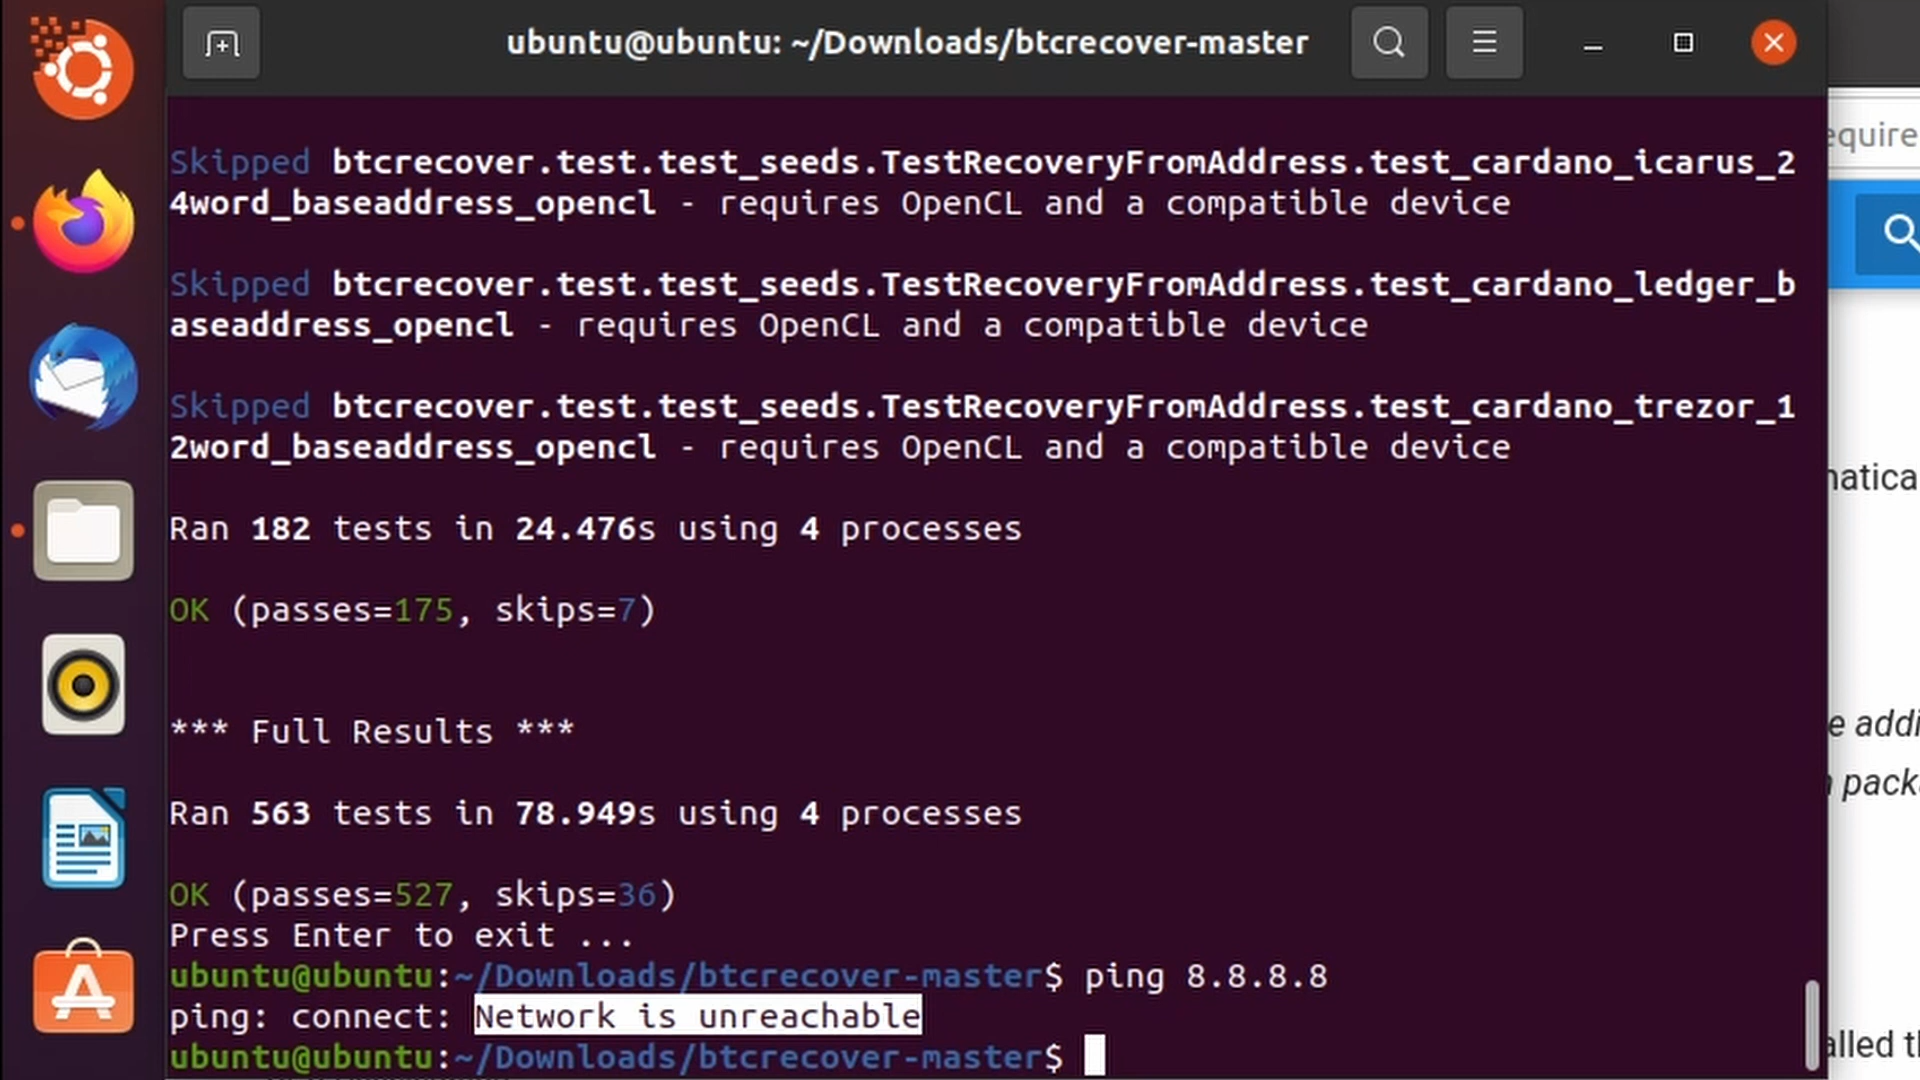 ubuntu@ubuntu: ~/Downloads/btcrecover-master
Skipped btcrecover.test.test_seeds.TestRecoveryFromAddress.test_cardano_icarus_2
4word_baseaddress_opencl - requires OpenCL and a compatible device
Skipped btcrecover.test.test_seeds.TestRecoveryFromAddress.test_cardano_ledger_b
aseaddress_opencl - requires OpenCL and a compatible device
Skipped btcrecover.test.test_seeds.TestRecoveryFromAddress.test_cardano_trezor_1
2word_baseaddress_opencl - requires OpenCL and a compatible device
Ran 182 tests in 24.476s using 4 processes
OK (passes=175, skips=7)
*** Full Results ***
Ran 563 tests in 78.949s using 4 processes
OK (passes=527, skips=36)
Press Enter to exit ...
ubuntu@ubuntu:~/Downloads/btcrecover-master$ ping 8.8.8.8
ping: connect: Network is unreachable
ubuntu@ubuntu:~/Downloads/btcrecover-master$